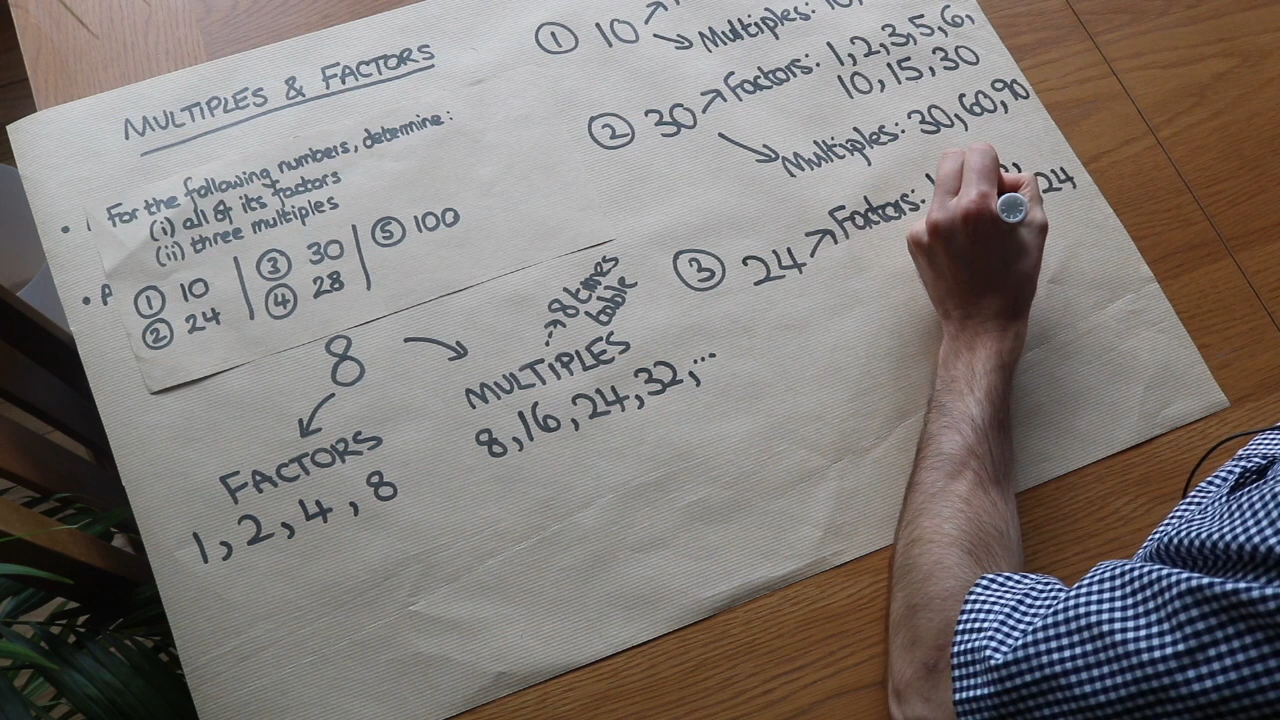 MULTIPLES & FACTORS
For the following numbers, determine:
(i) all of its factors
(ii) three multiples
① 10
② 24
③ 30
④ 28
⑤ 100
8
FACTORS
1, 2, 4, 8
→ 8 times
bable
MULTIPLES
8, 16, 24, 32, ...
① 10
Multiples: 10,
② 30 → Factors: 1, 2, 3, 5, 6,
10, 15, 30
Multiples: 30, 60, 90
③ 24 → Factors:
24